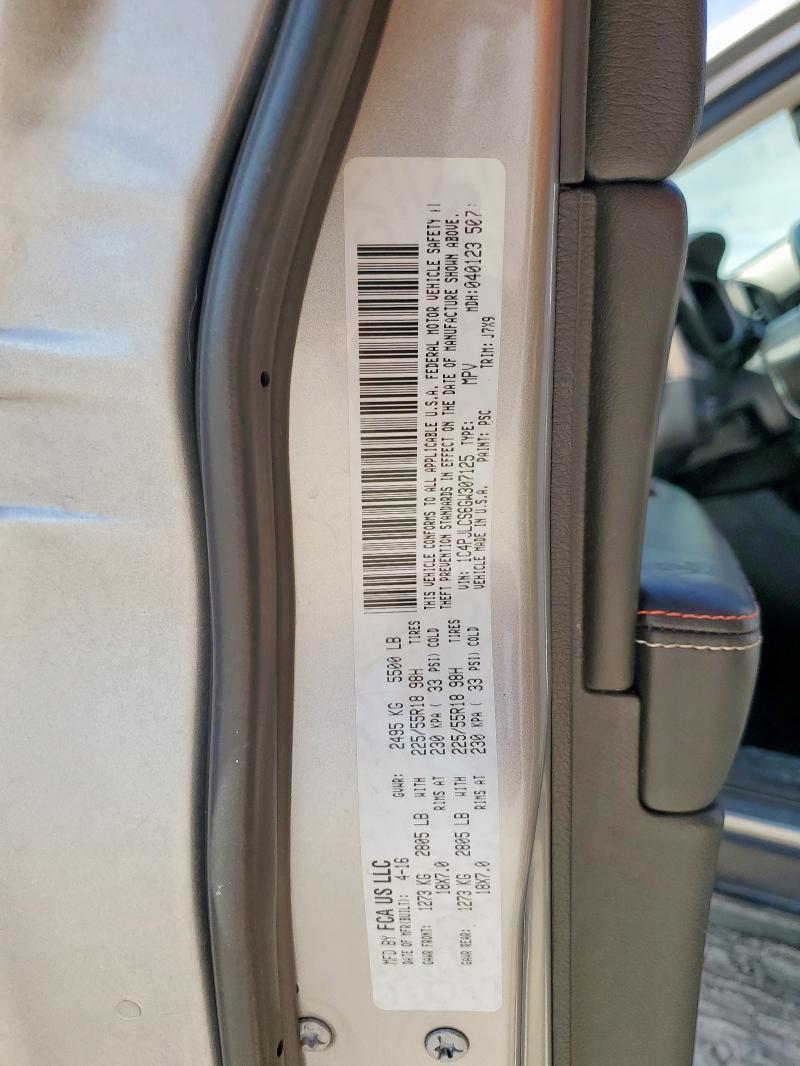 MFD BY FCA US LLC
DATE OF MFR(BUILT): 4-16 GVWR: 2495 KG 5500 LB
GAWR FRONT: 1273 KG 2805 LB WITH 225/55R18 98H TIRES
18X7.0 RIMS AT 230 KPA ( 33 PSI) COLD
GAWR REAR: 1273 KG 2805 LB WITH 225/55R18 98H TIRES
18X7.0 RIMS AT 230 KPA ( 33 PSI) COLD
THIS VEHICLE CONFORMS TO ALL APPLICABLE U.S.A. FEDERAL MOTOR VEHICLE SAFETY
THEFT PREVENTION STANDARDS IN EFFECT ON THE DATE OF MANUFACTURE SHOWN ABOVE.
VIN: 1C4PJLCS6GW307125 TYPE: MPV MDH:040123 507
VEHICLE MADE IN U.S.A. PAINT: PSC TRIM: J7X9